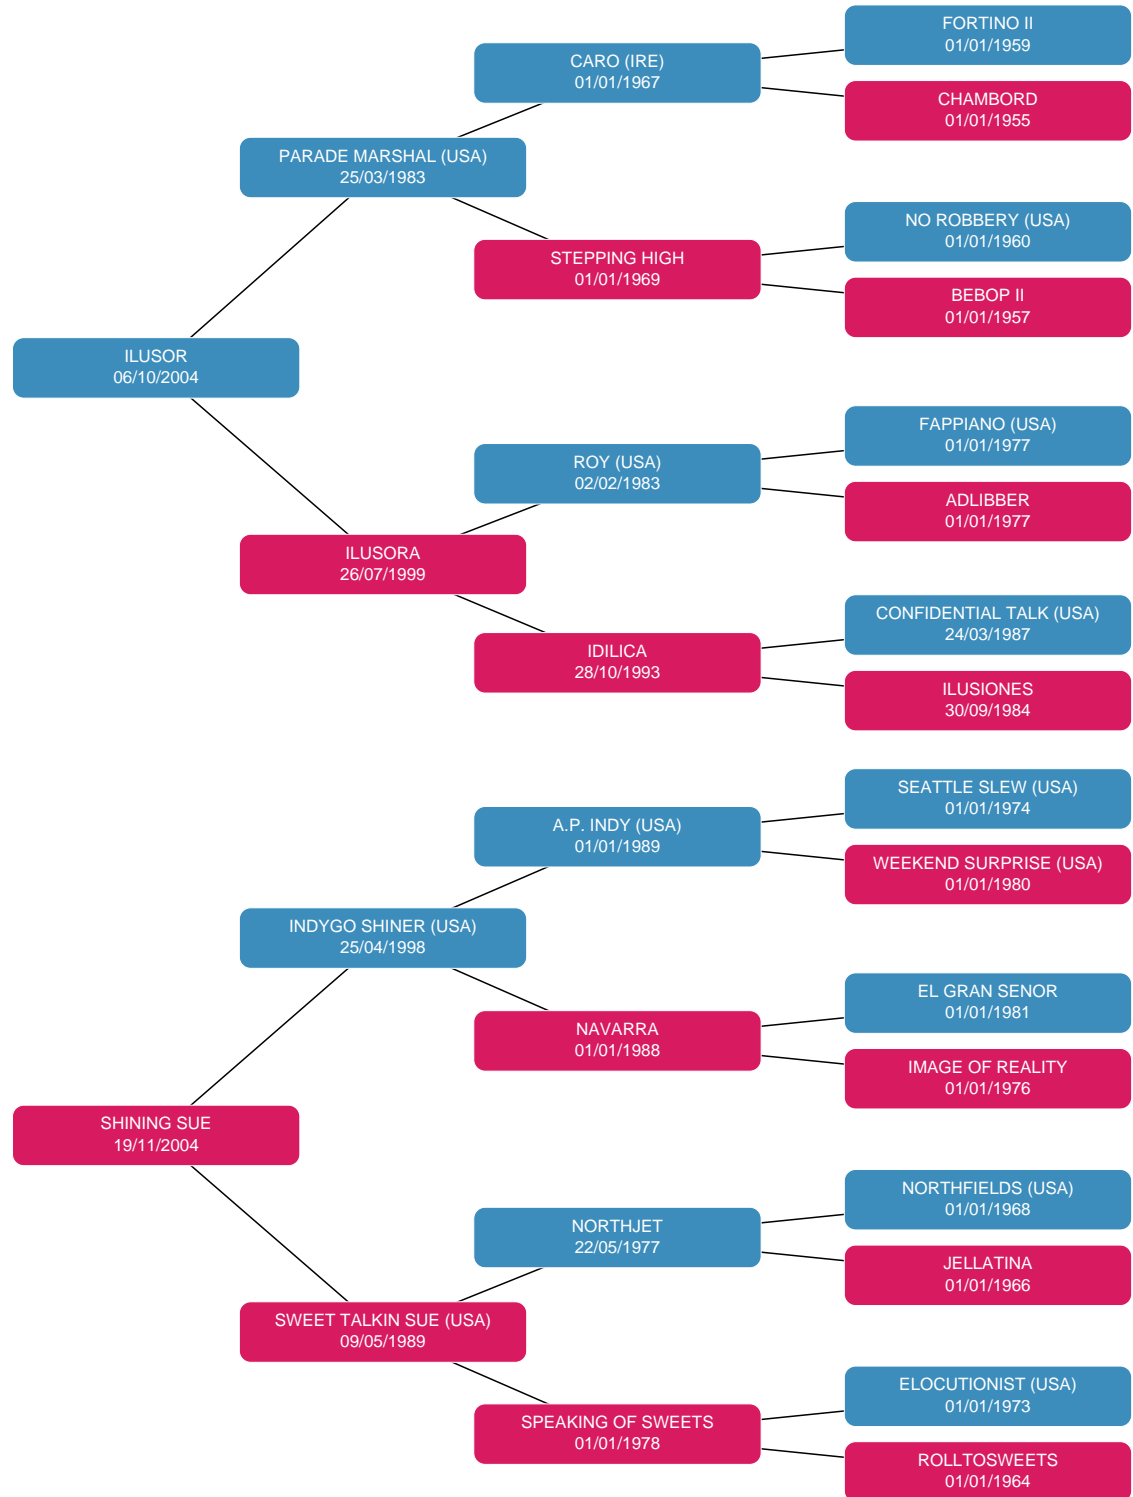 FORTINO II
01/01/1959
CARO (IRE)
01/01/1967
CHAMBORD
01/01/1955
PARADE MARSHAL (USA)
25/03/1983
NO ROBBERY (USA)
01/01/1960
STEPPING HIGH
01/01/1969
BEBOP II
01/01/1957
ILUSOR
06/10/2004
FAPPIANO (USA)
01/01/1977
ROY (USA)
02/02/1983
ADLIBBER
01/01/1977
ILUSORA
26/07/1999
CONFIDENTIAL TALK (USA)
24/03/1987
IDILICA
28/10/1993
ILUSIONES
30/09/1984
SEATTLE SLEW (USA)
01/01/1974
A.P. INDY (USA)
01/01/1989
WEEKEND SURPRISE (USA)
01/01/1980
INDYGO SHINER (USA)
25/04/1998
EL GRAN SENOR
01/01/1981
NAVARRA
01/01/1988
IMAGE OF REALITY
01/01/1976
SHINING SUE
19/11/2004
NORTHFIELDS (USA)
01/01/1968
NORTHJET
22/05/1977
JELLATINA
01/01/1966
SWEET TALKIN SUE (USA)
09/05/1989
ELOCUTIONIST (USA)
01/01/1973
SPEAKING OF SWEETS
01/01/1978
ROLLTOSWEETS
01/01/1964